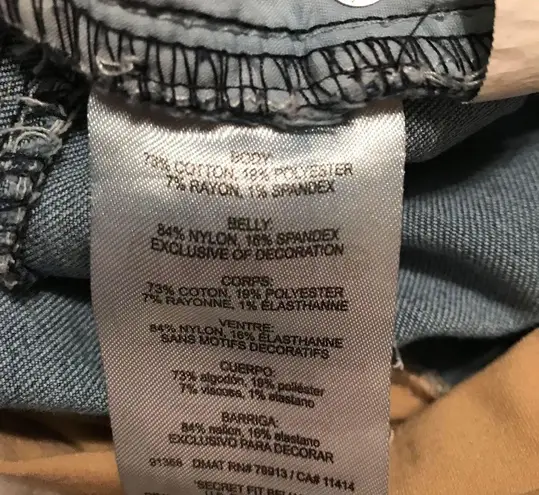 BODY:
73% COTTON, 19% POLYESTER
7% RAYON, 1% SPANDEX
BELLY:
84% NYLON, 16% SPANDEX
EXCLUSIVE OF DECORATION
CORPS:
73% COTON, 19% POLYESTER
7% RAYONNE, 1% ELASTHANNE
VENTRE:
84% NYLON, 16% ELASTHANNE
SANS MOTIFS DECORATIFS
CUERPO:
73% algodón, 19% poliéster
7% viscosa, 1% elastano
BARRIGA:
84% nailon, 16% elastano
EXCLUSIVO PARA DECORAR
91366 DMAT RN# 79913 / CA# 11414
"SECRET FIT